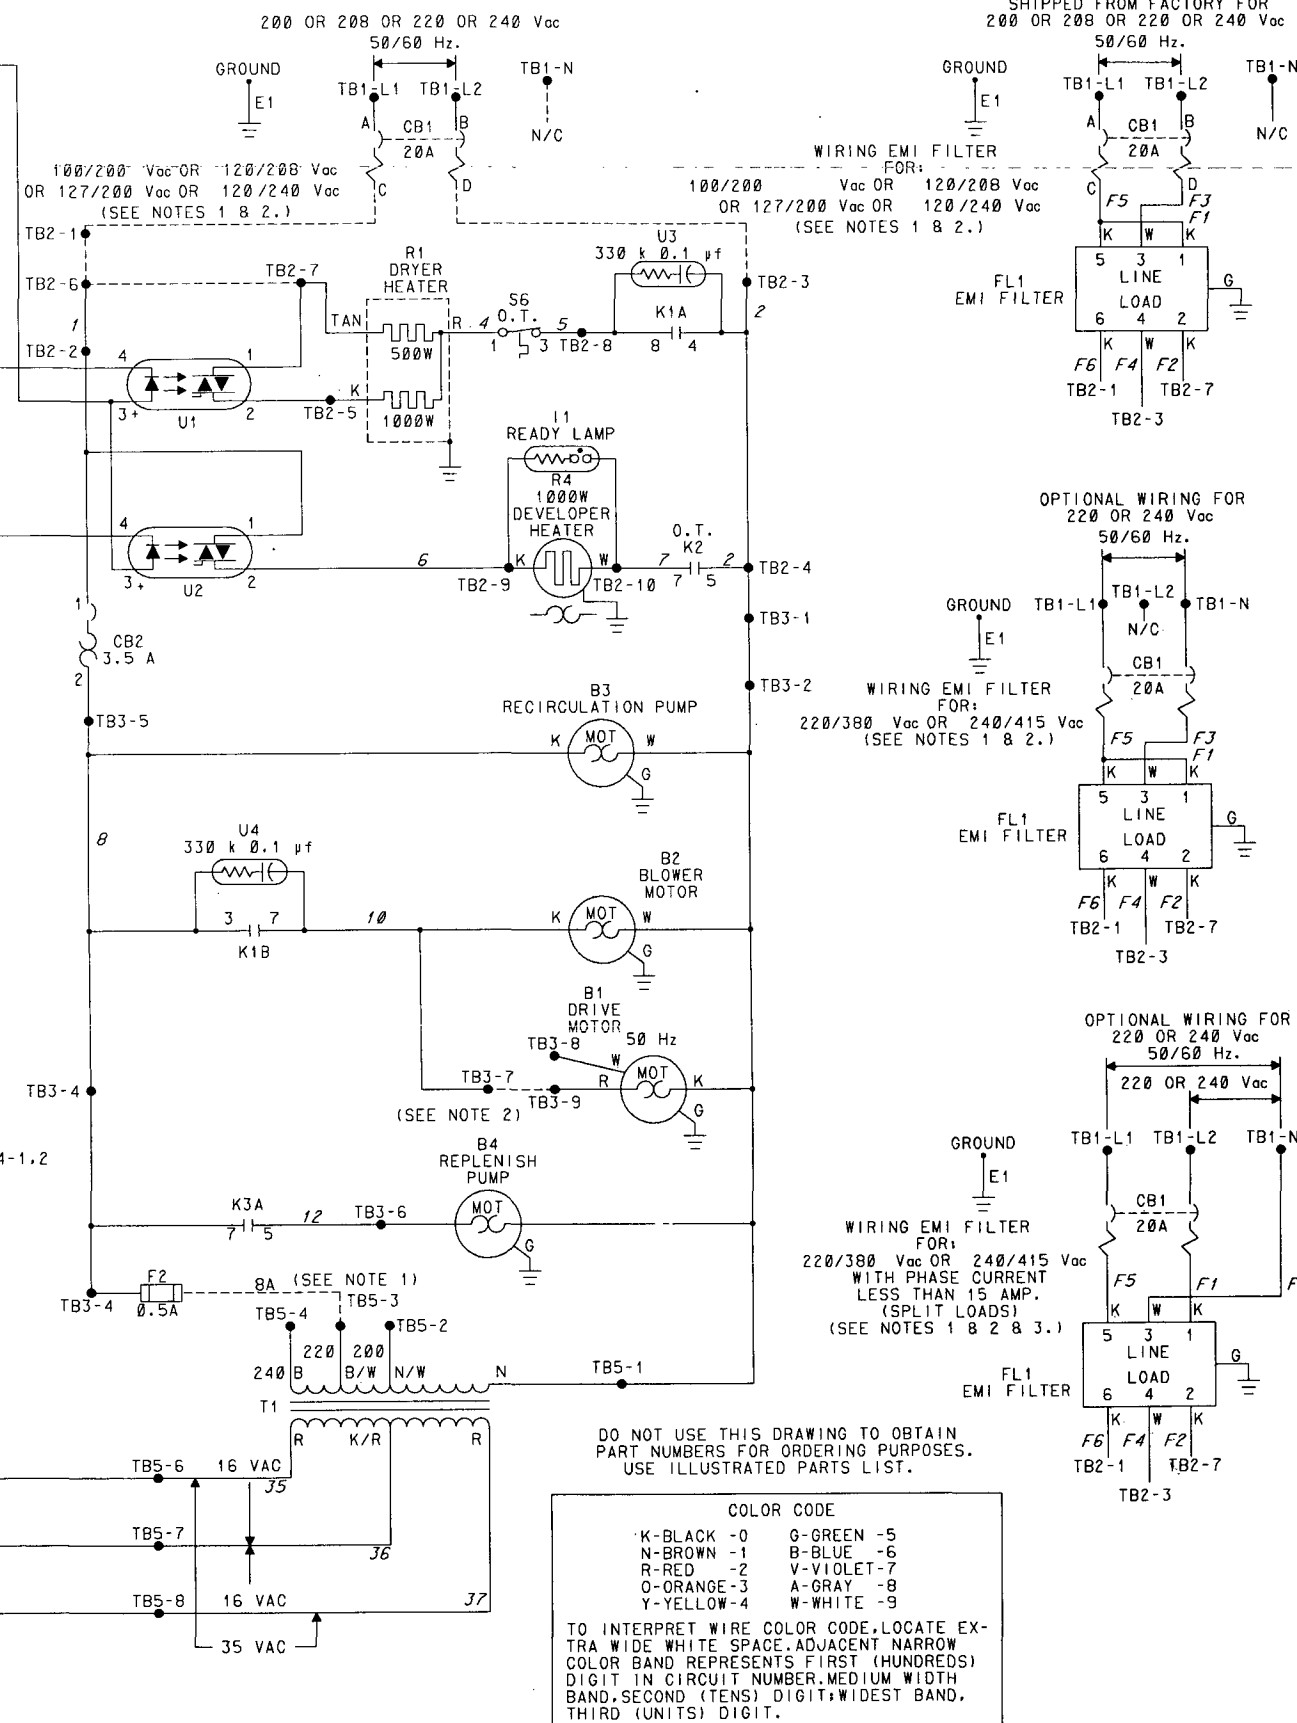 200 OR 208 OR 220 OR 240 Vac
50/60 Hz.
GROUND
E1
TB1-L1 TB1-L2
TB1-N
N/C
A CB1 B
20A
C D
100/200 Vac OR 120/208 Vac
OR 127/200 Vac OR 120/240 Vac
(SEE NOTES 1 & 2.)
TB2-1
TB2-6
TB2-7
1
TB2-2
R1
DRYER
HEATER
TAN
500W
R 4
S6
O.T.
1 3
5
TB2-8
U3
330 k 0.1 µf
K1A
8 4
TB2-3
2
4 1
3+ 2
U1
TB2-5
K
1000W
I1
READY LAMP
R4
1000W
DEVELOPER
HEATER
4 1
3+ 2
U2
6
TB2-9
K W
TB2-10
O.T.
K2
7 7 5 2
TB2-4
TB3-1
TB3-2
1
CB2
3.5 A
2
TB3-5
B3
RECIRCULATION PUMP
K MOT W
G
8
U4
330 k 0.1 µf
3 7
K1B
10
B2
BLOWER
MOTOR
K MOT W
G
B1
DRIVE
MOTOR
TB3-8
50 Hz
W
TB3-4
TB3-7
TB3-9
R MOT K
G
(SEE NOTE 2)
4-1,2
B4
REPLENISH
PUMP
K3A
7 5
12
TB3-6
MOT
G
TB3-4
F2
0.5A
8A (SEE NOTE 1)
TB5-4
TB5-3
TB5-2
240 B 220 B/W 200 N/W N
TB5-1
T1
R K/R R
TB5-6 16 VAC
35
TB5-7
36
TB5-8 16 VAC
37
35 VAC
SHIPPED FROM FACTORY FOR
200 OR 208 OR 220 OR 240 Vac
50/60 Hz.
GROUND
E1
TB1-L1 TB1-L2
TB1-N
N/C
A CB1 B
20A
C D
WIRING EMI FILTER
FOR:
100/200 Vac OR 120/208 Vac
OR 127/200 Vac OR 120/240 Vac
(SEE NOTES 1 & 2.)
F5 F3
F1
K W K
5 3 1
LINE
LOAD
6 4 2
G
FL1
EMI FILTER
K W K
F6 F4 F2
TB2-1 TB2-7
TB2-3
OPTIONAL WIRING FOR
220 OR 240 Vac
50/60 Hz.
GROUND
E1
TB1-L1 TB1-L2 TB1-N
N/C
CB1
20A
WIRING EMI FILTER
FOR:
220/380 Vac OR 240/415 Vac
(SEE NOTES 1 & 2.)
F5 F3
F1
K W K
5 3 1
LINE
LOAD
6 4 2
G
FL1
EMI FILTER
K W K
F6 F4 F2
TB2-1 TB2-7
TB2-3
OPTIONAL WIRING FOR
220 OR 240 Vac
50/60 Hz.
220 OR 240 Vac
GROUND
E1
TB1-L1 TB1-L2 TB1-N
CB1
20A
WIRING EMI FILTER
FOR:
220/380 Vac OR 240/415 Vac
WITH PHASE CURRENT
LESS THAN 15 AMP.
(SPLIT LOADS)
(SEE NOTES 1 & 2 & 3.)
F5 F1 F
K W K
5 3 1
LINE
LOAD
6 4 2
G
FL1
EMI FILTER
K W K
F6 F4 F2
TB2-1 TB2-7
TB2-3
DO NOT USE THIS DRAWING TO OBTAIN
PART NUMBERS FOR ORDERING PURPOSES.
USE ILLUSTRATED PARTS LIST.
COLOR CODE
K-BLACK -0 G-GREEN -5
N-BROWN -1 B-BLUE -6
R-RED -2 V-VIOLET-7
O-ORANGE-3 A-GRAY -8
Y-YELLOW-4 W-WHITE -9
TO INTERPRET WIRE COLOR CODE,LOCATE EX-
TRA WIDE WHITE SPACE.ADJACENT NARROW
COLOR BAND REPRESENTS FIRST (HUNDREDS)
DIGIT IN CIRCUIT NUMBER.MEDIUM WIDTH
BAND,SECOND (TENS) DIGIT;WIDEST BAND,
THIRD (UNITS) DIGIT.